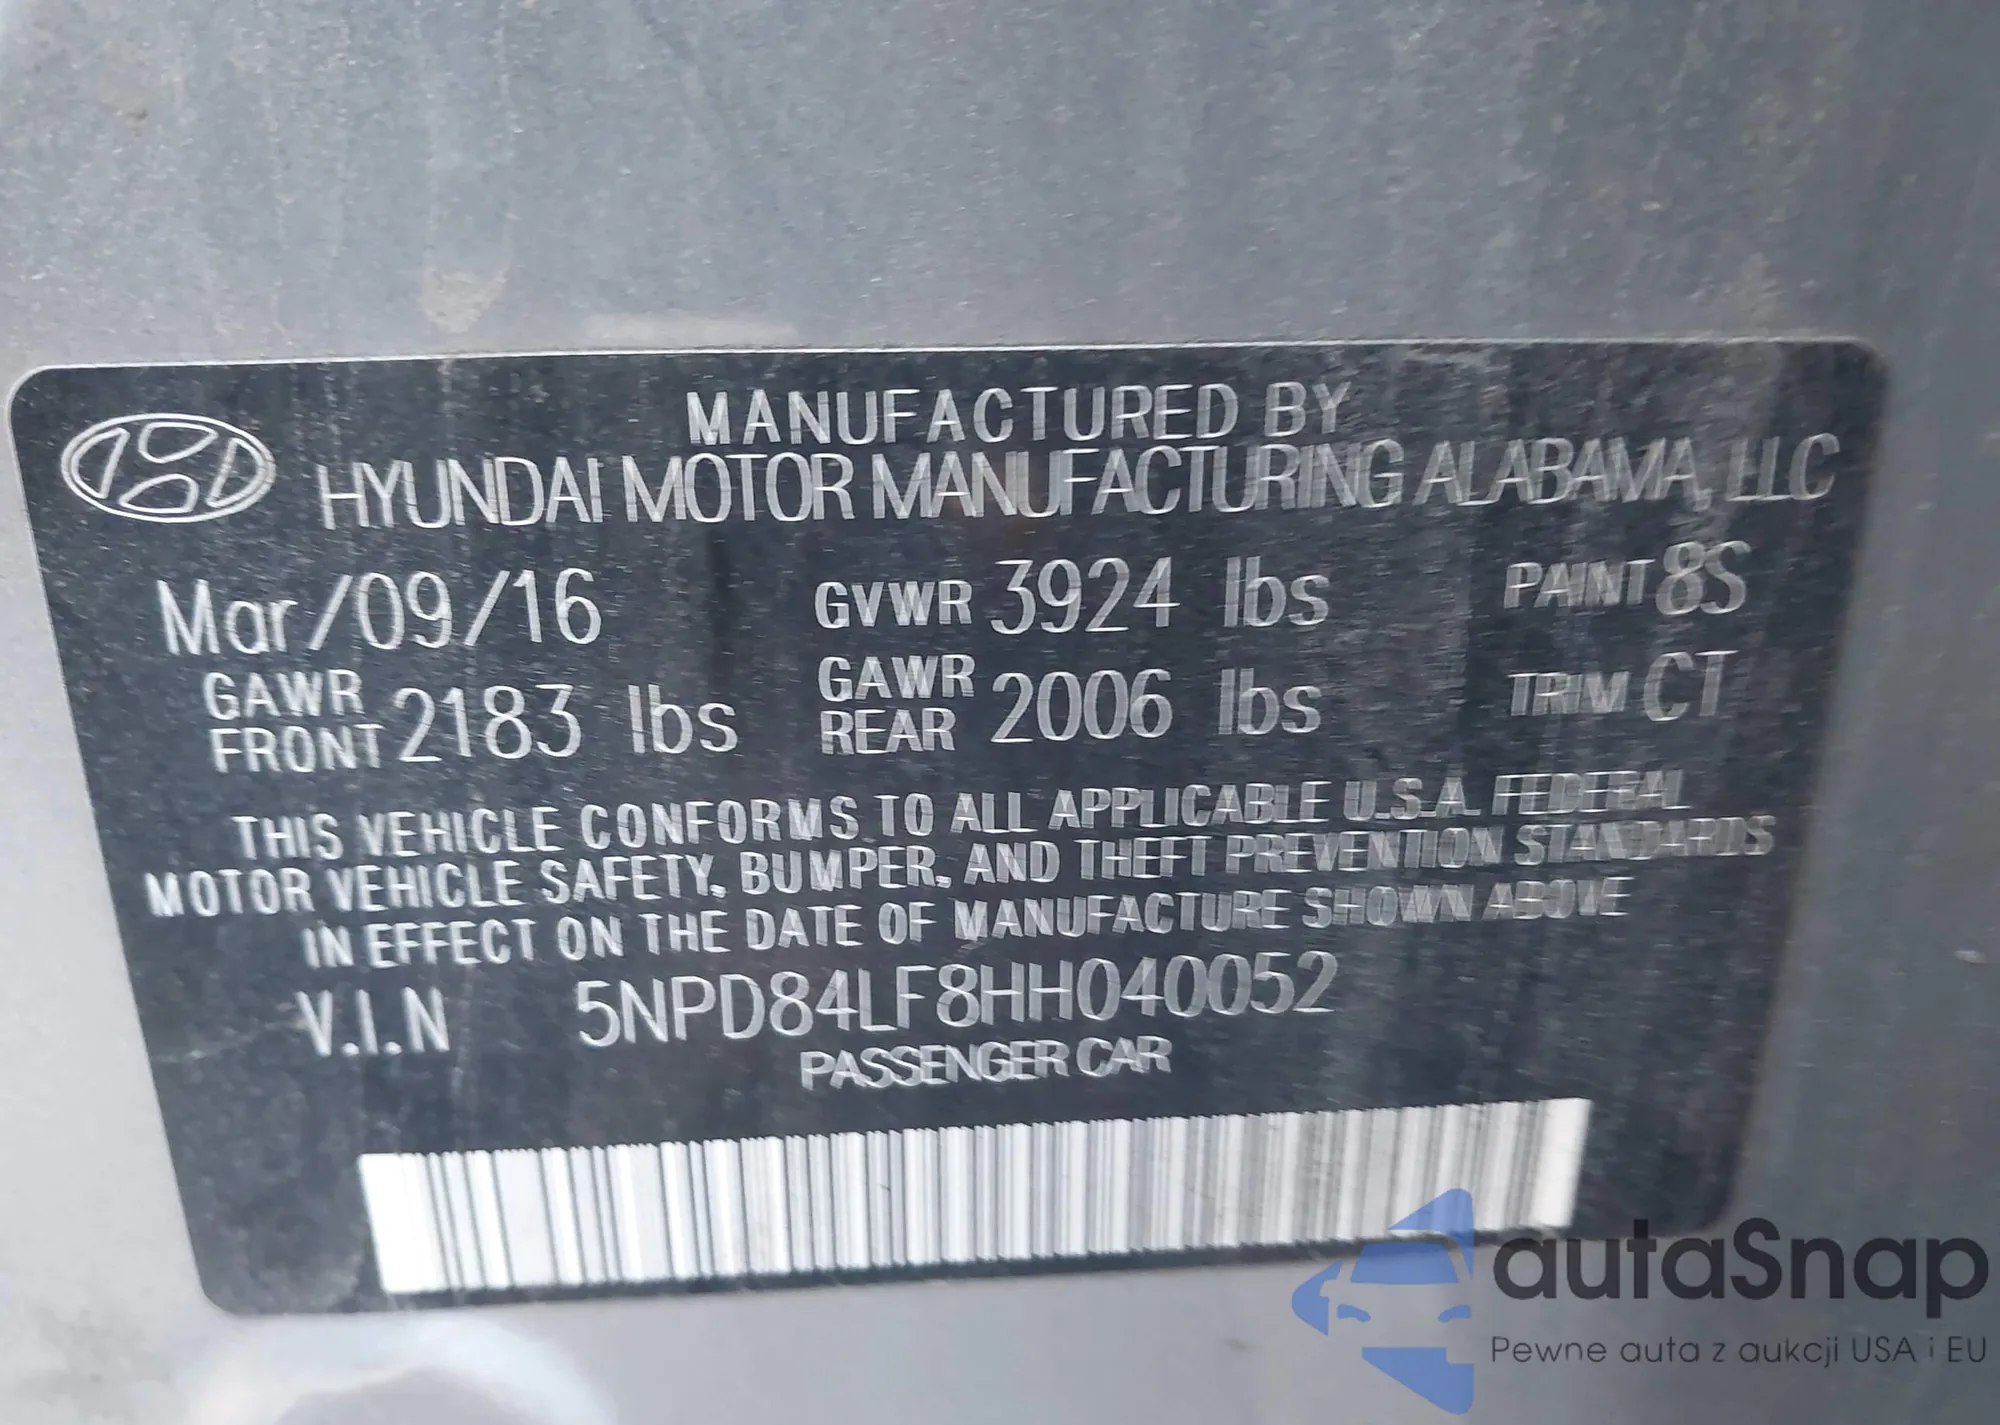 MANUFACTURED BY
HYUNDAI MOTOR MANUFACTURING ALABAMA, LLC
Mar/09/16 GVWR 3924 lbs PAINT 8S
GAWR FRONT 2183 lbs GAWR REAR 2006 lbs TRIM CT
THIS VEHICLE CONFORMS TO ALL APPLICABLE U.S.A. FEDERAL
MOTOR VEHICLE SAFETY, BUMPER, AND THEFT PREVENTION STANDARDS
IN EFFECT ON THE DATE OF MANUFACTURE SHOWN ABOVE
V.I.N 5NPD84LF8HH040052
PASSENGER CAR
autaSnap
Pewne auta z aukcji USA i EU